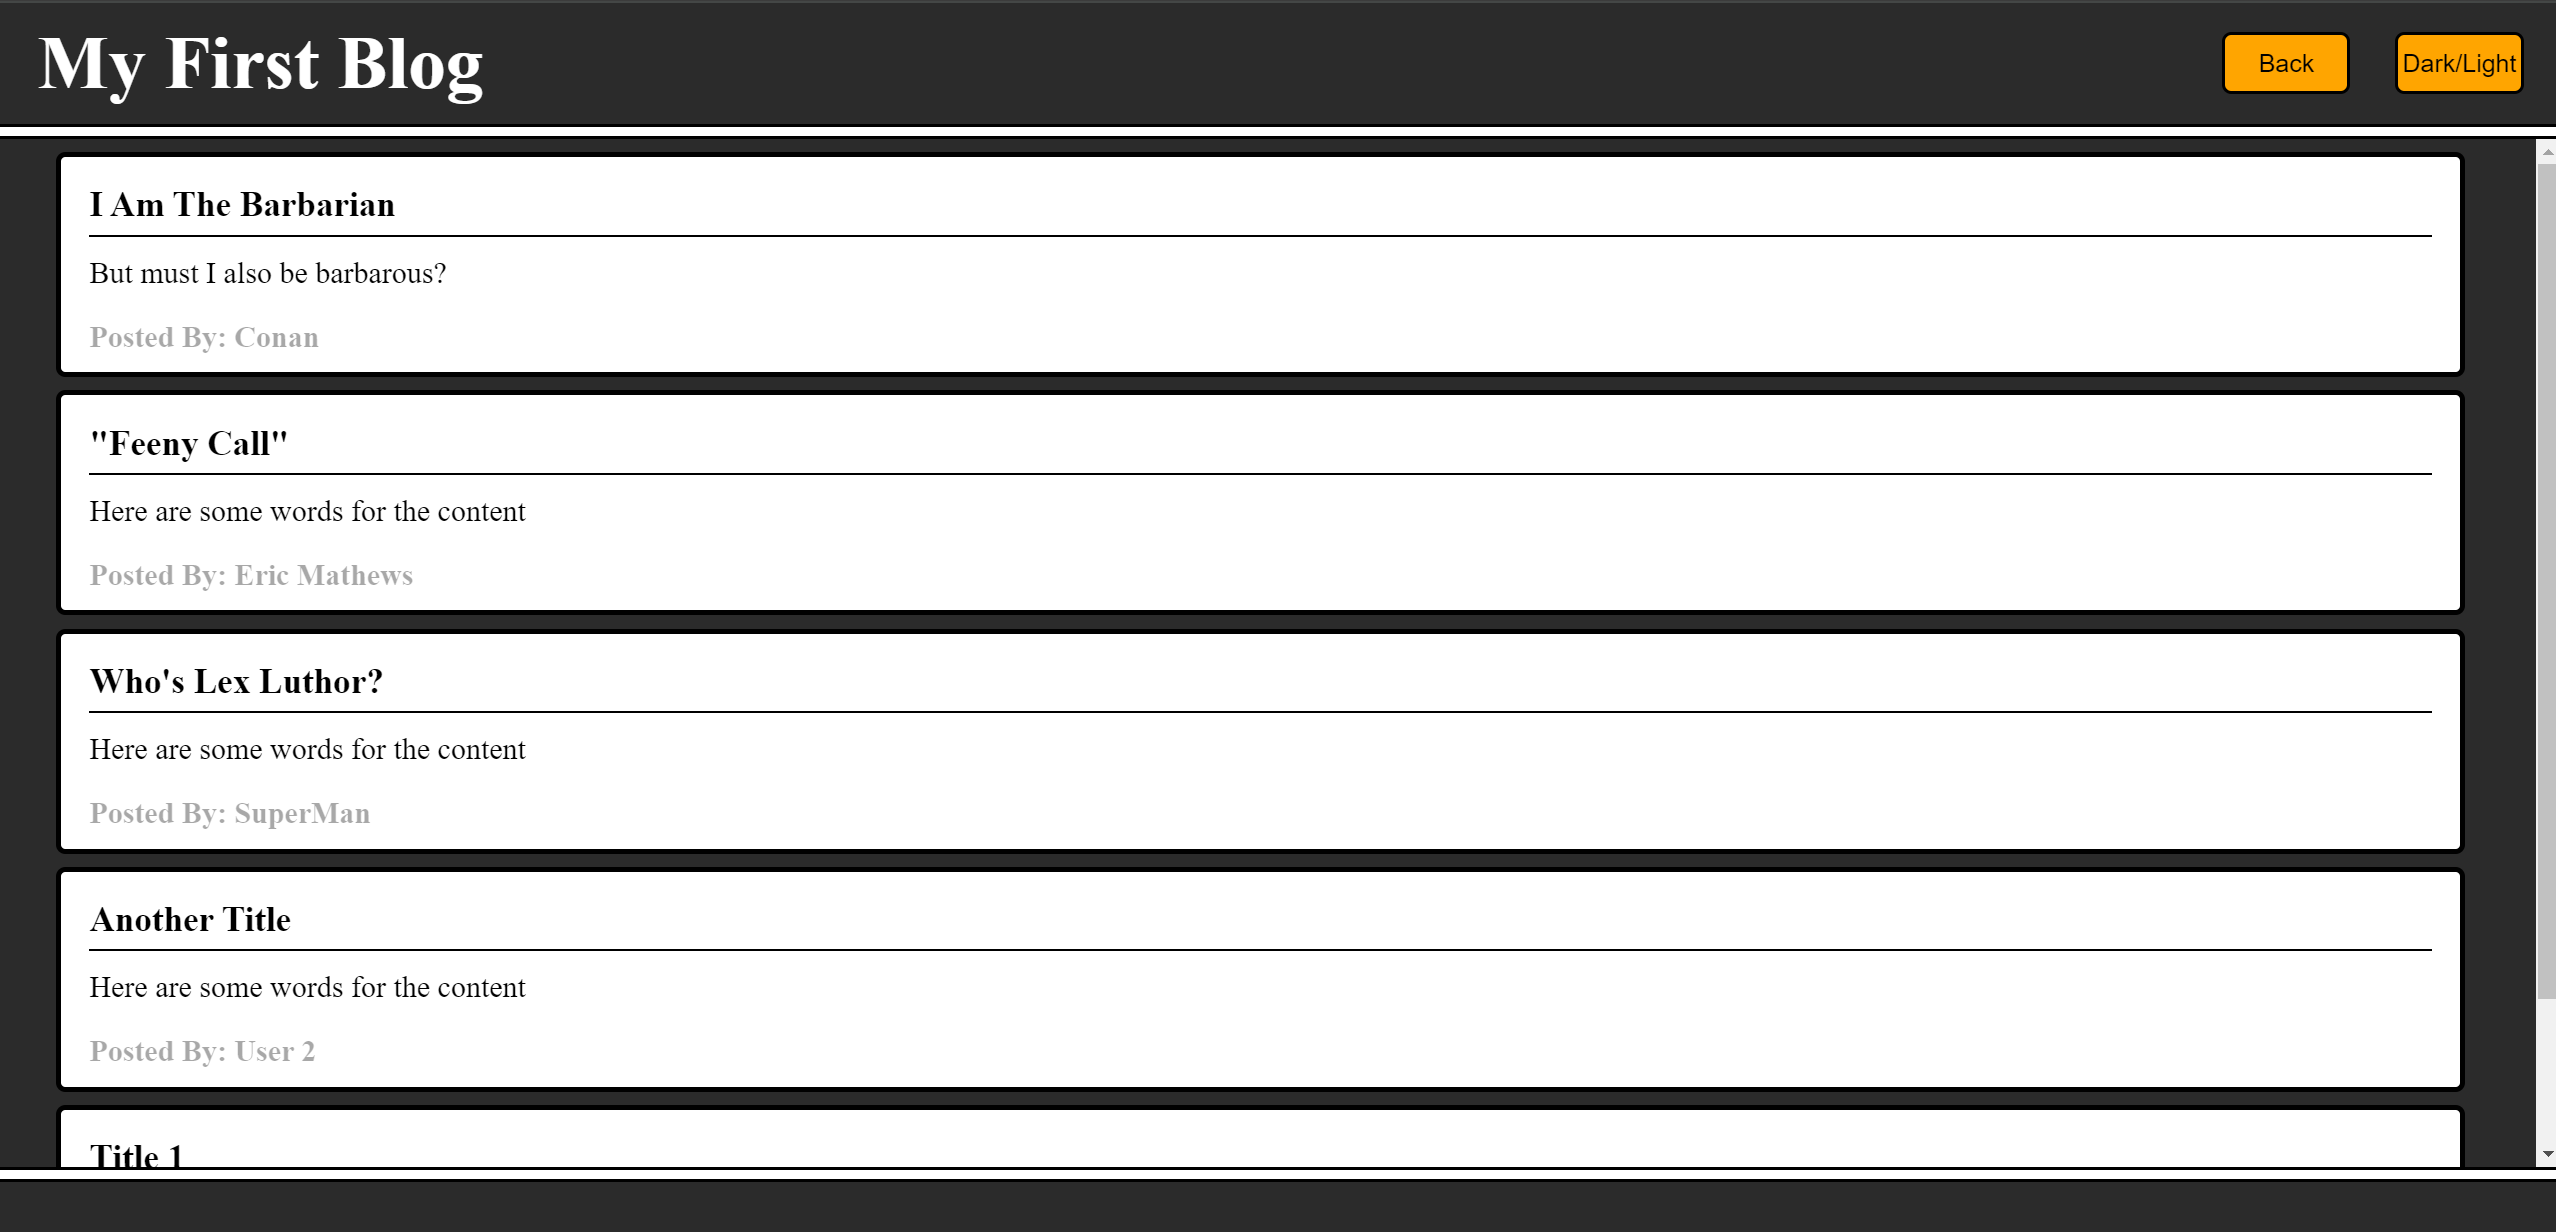 My First Blog
Back
Dark/Light
I Am The Barbarian
But must I also be barbarous?
Posted By: Conan
"Feeny Call"
Here are some words for the content
Posted By: Eric Mathews
Who's Lex Luthor?
Here are some words for the content
Posted By: SuperMan
Another Title
Here are some words for the content
Posted By: User 2
Title 1